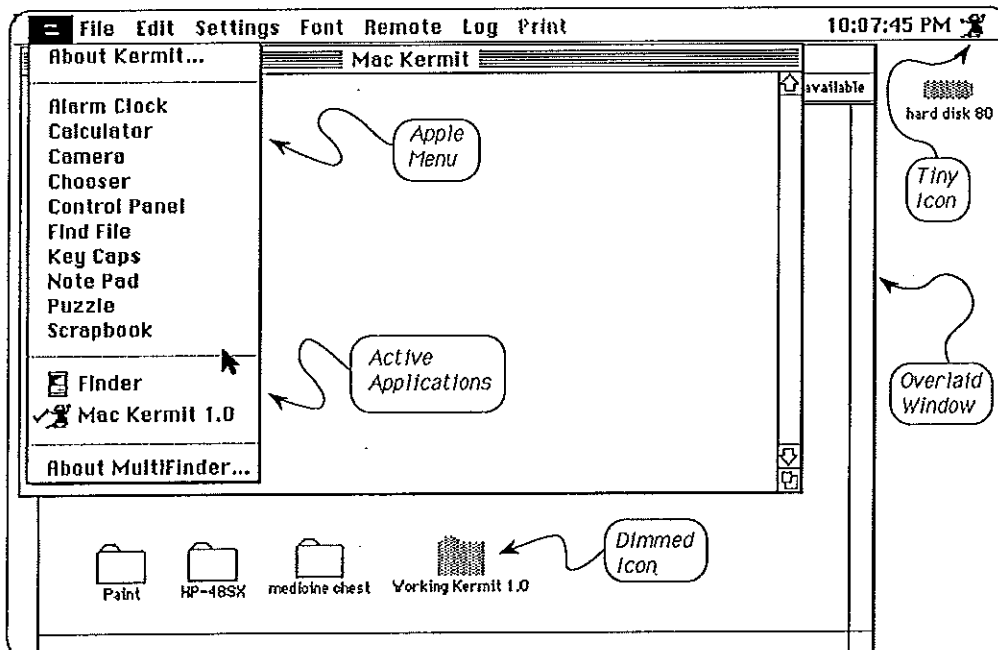 File Edit Settings Font Remote Log Print 10:07:45 PM
About Kermit...
Mac Kermit
available
hard disk 80
Alarm Clock
Calculator
Camera
Chooser
Control Panel
Find File
Key Caps
Note Pad
Puzzle
Scrapbook
Finder
Mac Kermit 1.0
About MultiFinder...
Apple
Menu
Tiny
Icon
Active
Applications
Overlaid
Window
Dimmed
Icon
Paint
HP-48SX
medicine chest
Working Kermit 1.0